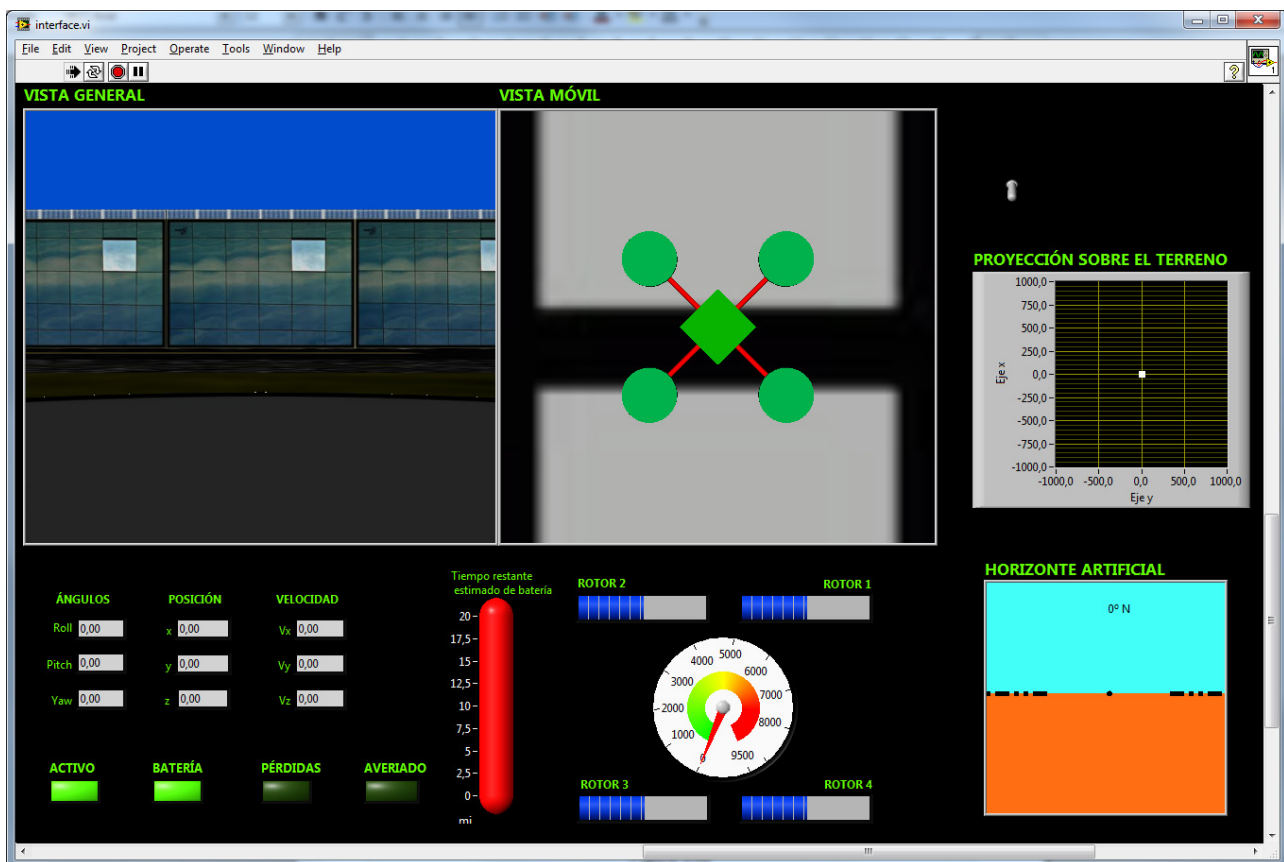 interface.vi
File Edit View Project Operate Tools Window Help
1
VISTA GENERAL
VISTA MÓVIL
PROYECCIÓN SOBRE EL TERRENO
1000,0
750,0
500,0
250,0
0,0
-250,0
-500,0
-750,0
-1000,0
Eje x
-1000,0 -500,0 0,0 500,0 1000,0
Eje y
ÁNGULOS POSICIÓN VELOCIDAD
Roll 0,00 x 0,00 Vx 0,00
Pitch 0,00 y 0,00 Vy 0,00
Yaw 0,00 z 0,00 Vz 0,00
ACTIVO BATERÍA PÉRDIDAS AVERIADO
Tiempo restante
estimado de batería
20
17,5
15
12,5
10
7,5
5
2,5
0
mi
ROTOR 2 ROTOR 1
0 1000 2000 3000 4000 5000 6000 7000 8000 9500
ROTOR 3 ROTOR 4
HORIZONTE ARTIFICIAL
0º N